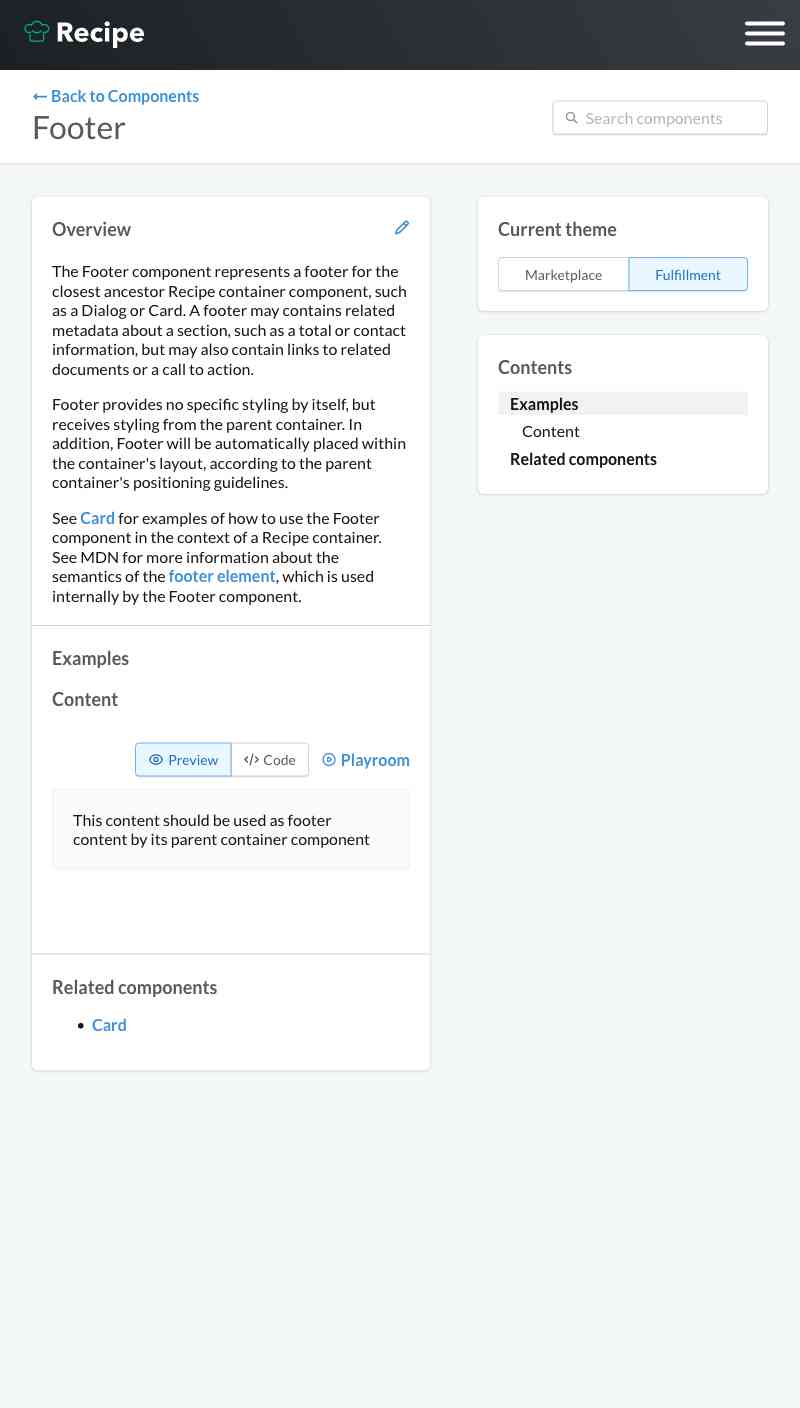 Recipe
← Back to Components
Footer
Search components
Overview
The Footer component represents a footer for the
closest ancestor Recipe container component, such
as a Dialog or Card. A footer may contains related
metadata about a section, such as a total or contact
information, but may also contain links to related
documents or a call to action.
Footer provides no specific styling by itself, but
receives styling from the parent container. In
addition, Footer will be automatically placed within
the container's layout, according to the parent
container's positioning guidelines.
See Card for examples of how to use the Footer
component in the context of a Recipe container.
See MDN for more information about the
semantics of the footer element, which is used
internally by the Footer component.
Examples
Content
Preview
Code
Playroom
This content should be used as footer
content by its parent container component
Related components
• Card
Current theme
Marketplace
Fulfillment
Contents
Examples
Content
Related components